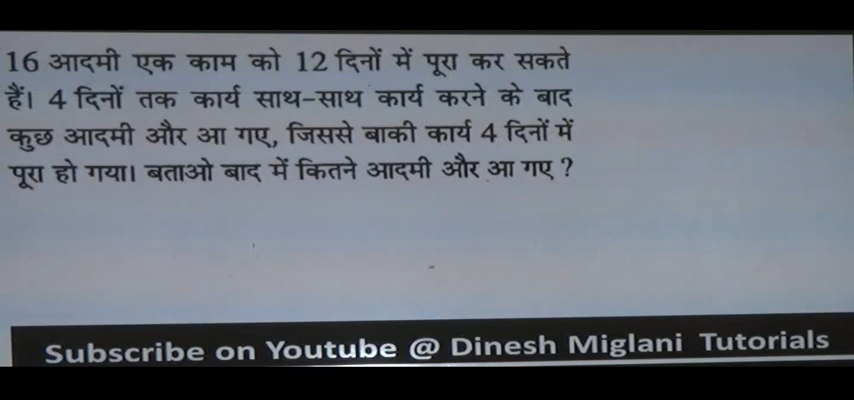 16 आदमी एक काम को 12 दिनों में पूरा कर सकते
हैं। 4 दिनों तक कार्य साथ-साथ कार्य करने के बाद
कुछ आदमी और आ गए, जिससे बाकी कार्य 4 दिनों में
पूरा हो गया। बताओ बाद में कितने आदमी और आ गए ?
Subscribe on Youtube @ Dinesh Miglani Tutorials